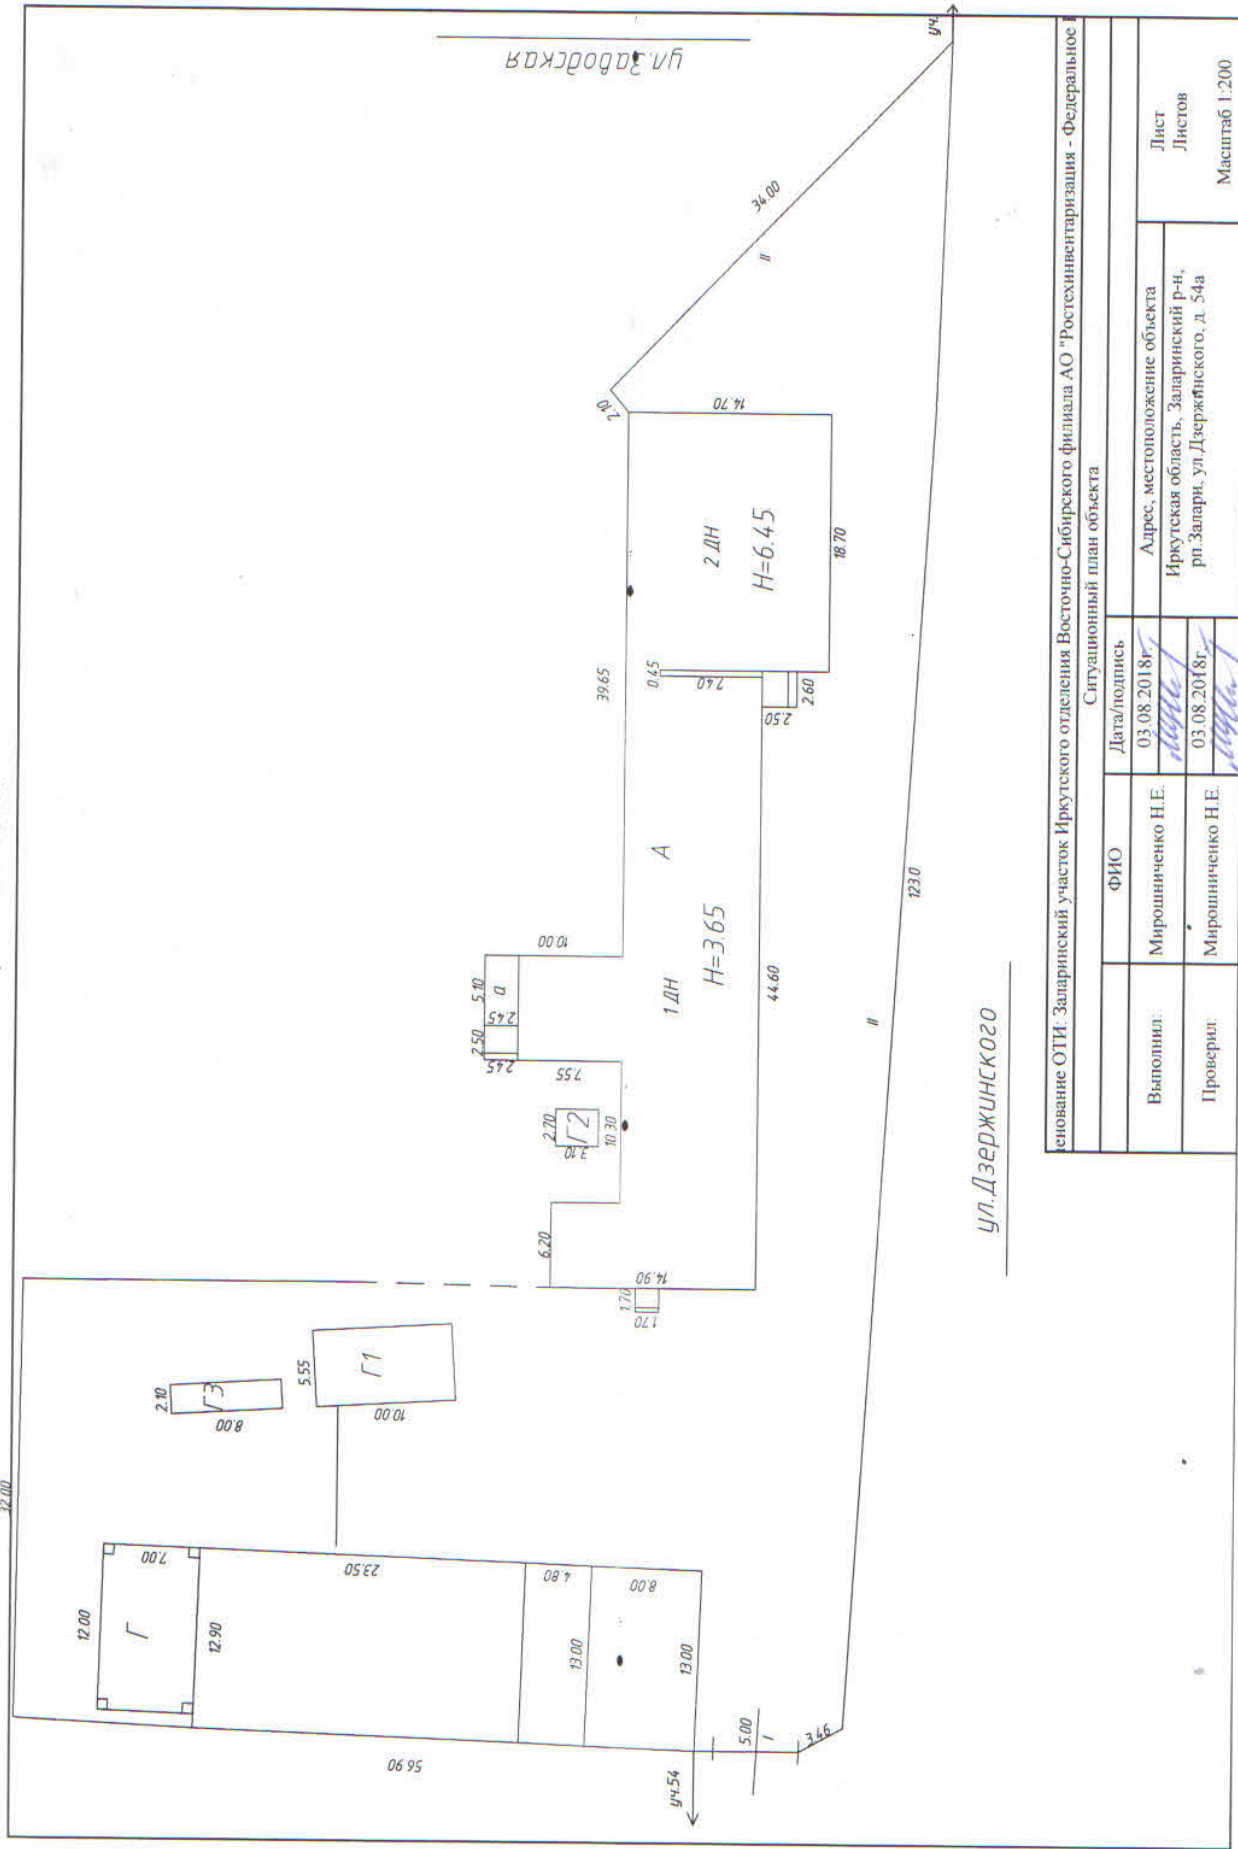 32.00
12.00
Г
7.00
12.90
23.50
4.80
13.00
8.00
13.00
56.95
уч.54
5.00
I
3.46
2.10
Г3
8.00
5.55
Г1
10.00
6.20
14.90
1.70
1.70
2.70
Г2
3.10
10.30
7.55
2.50
2.45
2.45
5.10
а
10.00
39.65
1 ДН
А
H=3.65
44.60
0.45
7.40
2.50
2.60
2 ДН
H=6.45
14.70
18.70
2.10
34.00
II
ул.Заводская
уч.
123.0
II
ул.Дзержинского
енование ОТИ: Заларинский участок Иркутского отделения Восточно-Сибирского филиала АО "Ростехинвентаризация - Федеральное
Ситуационный план объекта
ФИО Дата/подпись
Выполнил: Мирошниченко Н.Е. 03.08.2018г. Адрес, местоположение объекта Лист
Листов
Иркутская область, Заларинский р-н,
рп.Залари, ул.Дзержинского, д. 54а
Проверил: Мирошниченко Н.Е. 03.08.2018г. Масштаб 1:200